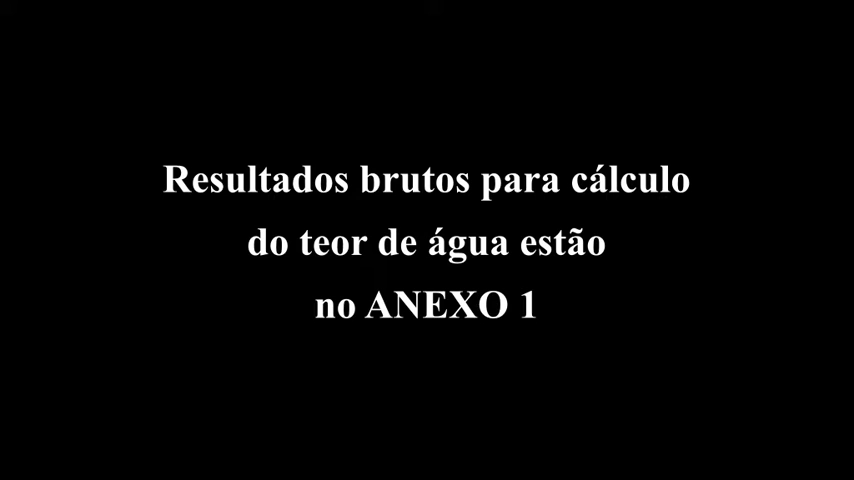 Resultados brutos para cálculo
do teor de água estão
no ANEXO 1